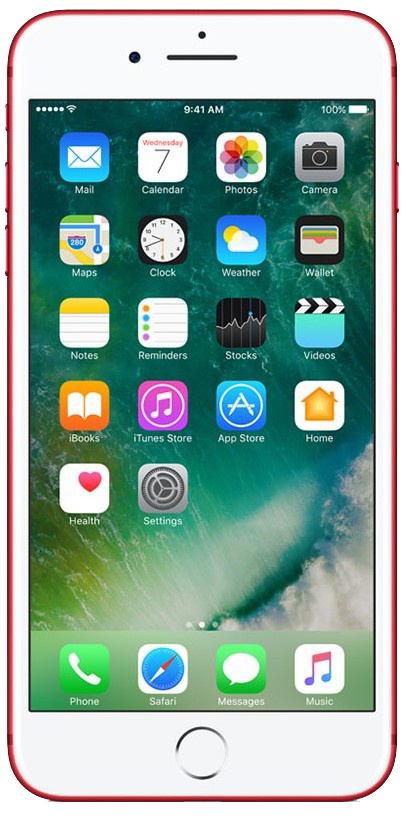 9:41 AM 100%
Wednesday
7
Mail Calendar Photos Camera
280
Maps Clock Weather Wallet
Notes Reminders Stocks Videos
iBooks iTunes Store App Store Home
Health Settings
Phone Safari Messages Music